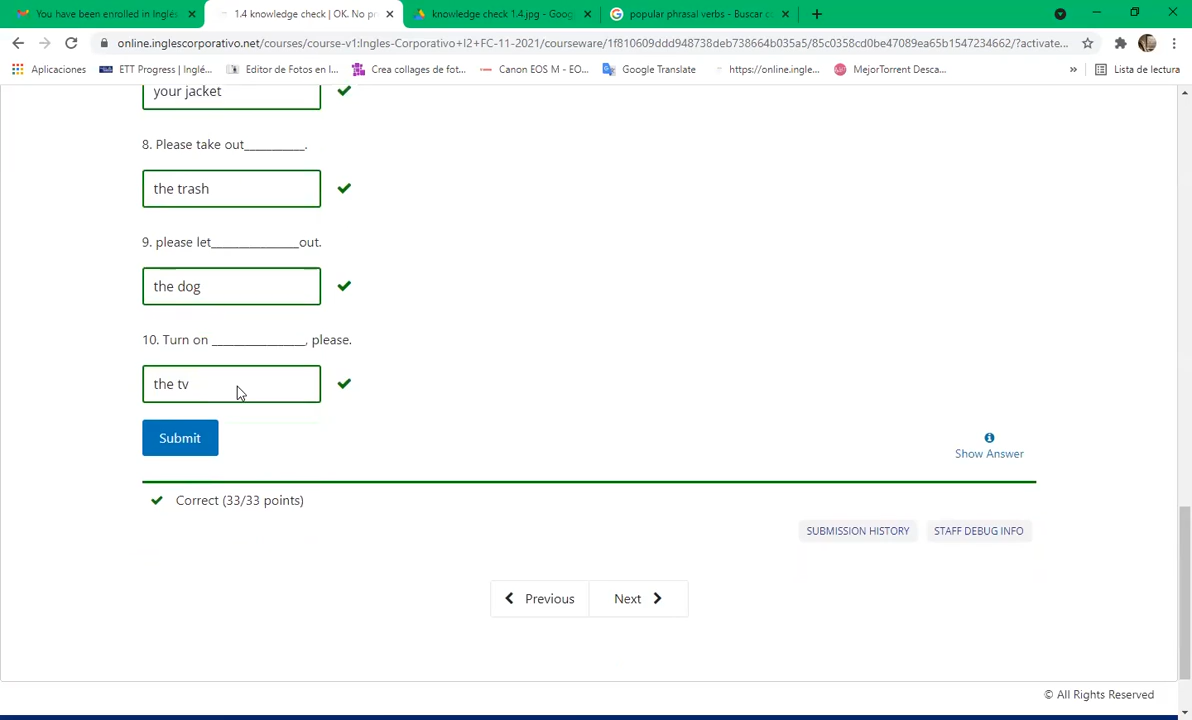 You have been enrolled in Inglés
1.4 knowledge check | OK. No pr
knowledge check 1.4.jpg - Goog
popular phrasal verbs - Buscar c
online.inglescorporativo.net/courses/course-v1:Ingles-Corporativo+I2+FC-11-2021/courseware/1f810609ddd948738deb738664b035a5/85c0358cd0be47089ea65b1547234662/?activate...
Aplicaciones
ETT Progress | Inglé...
Editor de Fotos en l...
Crea collages de fot...
Canon EOS M - EO...
Google Translate
https://online.ingle...
MejorTorrent Desca...
»
Lista de lectura
your jacket
8. Please take out__________.
the trash
9. please let_______________out.
the dog
10. Turn on ________________, please.
the tv
Submit
Show Answer
Correct (33/33 points)
SUBMISSION HISTORY
STAFF DEBUG INFO
Previous
Next
© All Rights Reserved